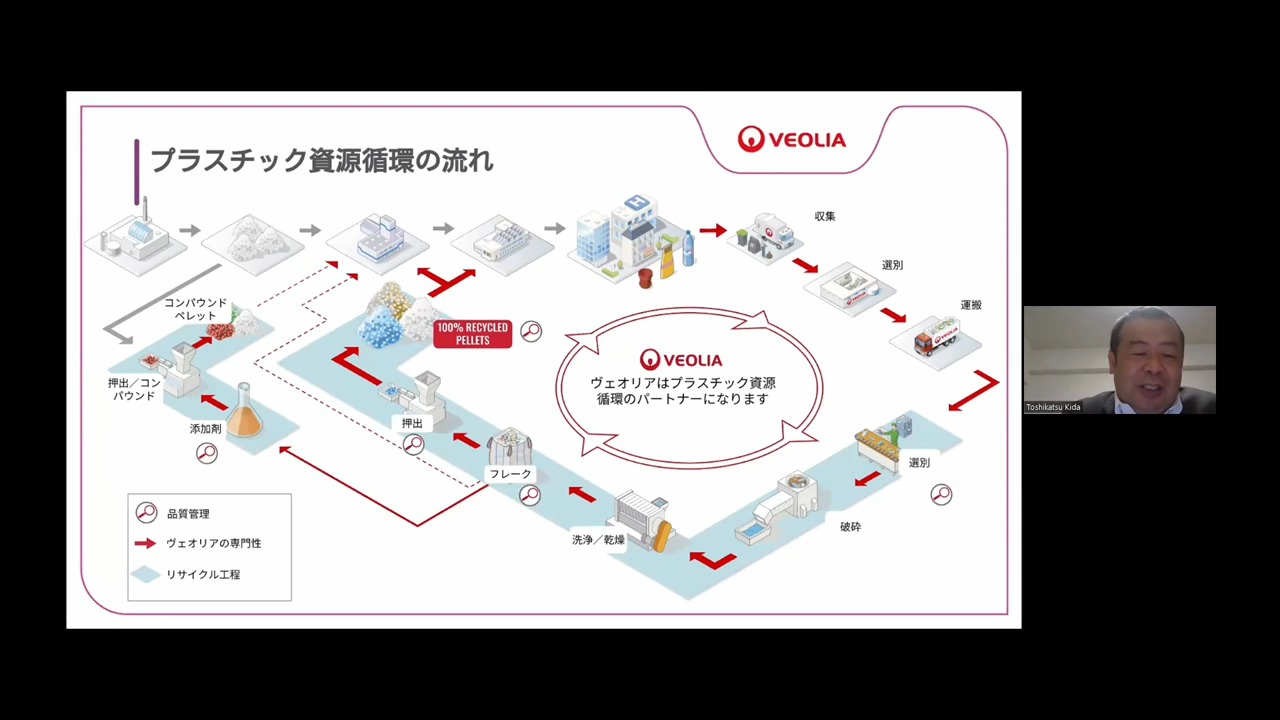 VEOLIA
プラスチック資源循環の流れ
収集
選別
運搬
コンパウンド
ペレット
100% RECYCLED
PELLETS
VEOLIA
ヴェオリアはプラスチック資源
循環のパートナーになります
押出／コン
パウンド
添加剤
押出
フレーク
選別
洗浄／乾燥
破砕
品質管理
ヴェオリアの専門性
リサイクル工程
Toshikatsu Kida